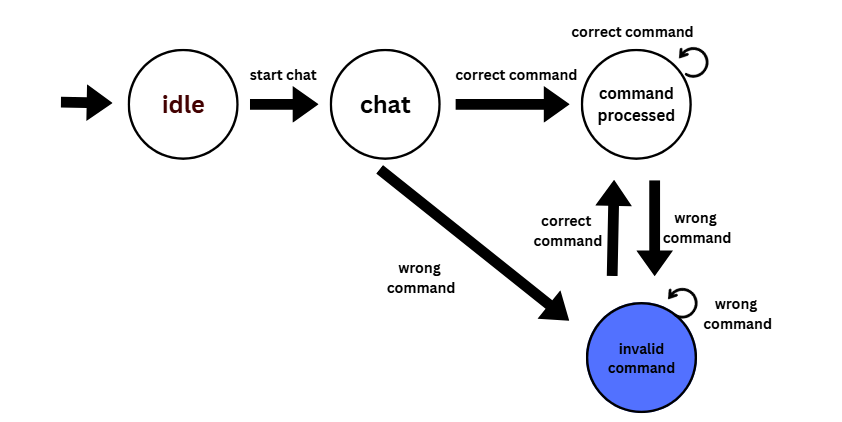 correct command
start chat
correct command
idle
chat
command
processed
correct
command
wrong
command
wrong
command
wrong
command
invalid
command